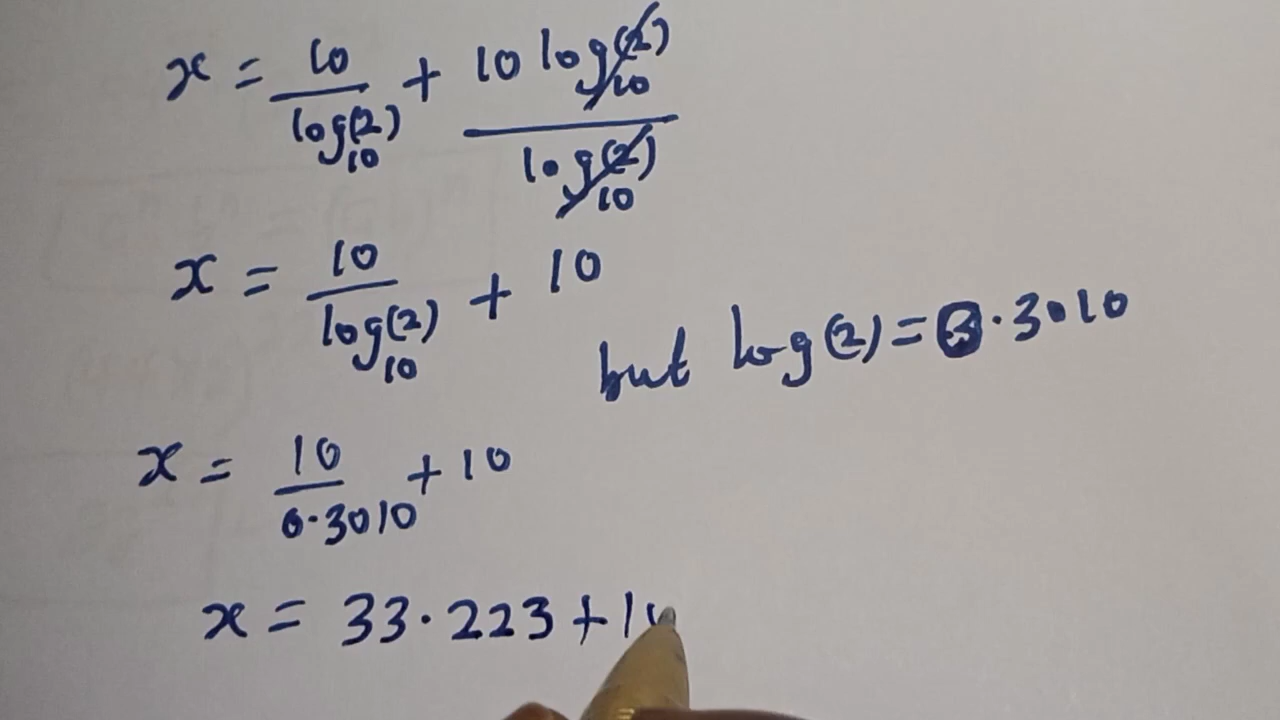 x = 10/log₁₀(2) + 10 log₁₀(2)/log₁₀(2)
x = 10/log₁₀(2) + 10
but log(2) = 0.3010
x = 10/0.3010 + 10
x = 33.223 + 10